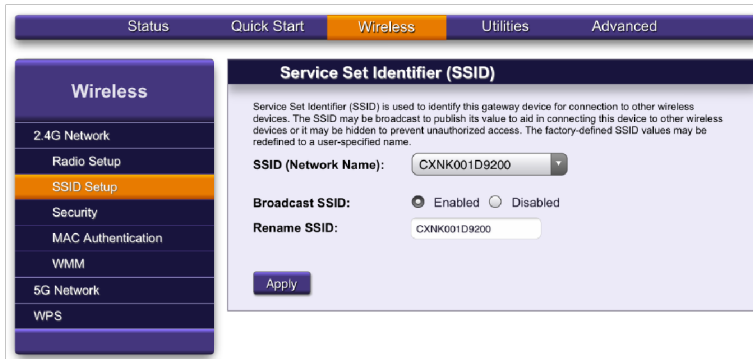 Status Quick Start Wireless Utilities Advanced
Wireless
2.4G Network
Radio Setup
SSID Setup
Security
MAC Authentication
WMM
5G Network
WPS
Service Set Identifier (SSID)
Service Set Identifier (SSID) is used to identify this gateway device for connection to other wireless
devices. The SSID may be broadcast to publish its value to aid in connecting this device to other wireless
devices or it may be hidden to prevent unauthorized access. The factory-defined SSID values may be
redefined to a user-specified name.
SSID (Network Name): CXNK001D9200
Broadcast SSID: Enabled Disabled
Rename SSID: CXNK001D9200
Apply